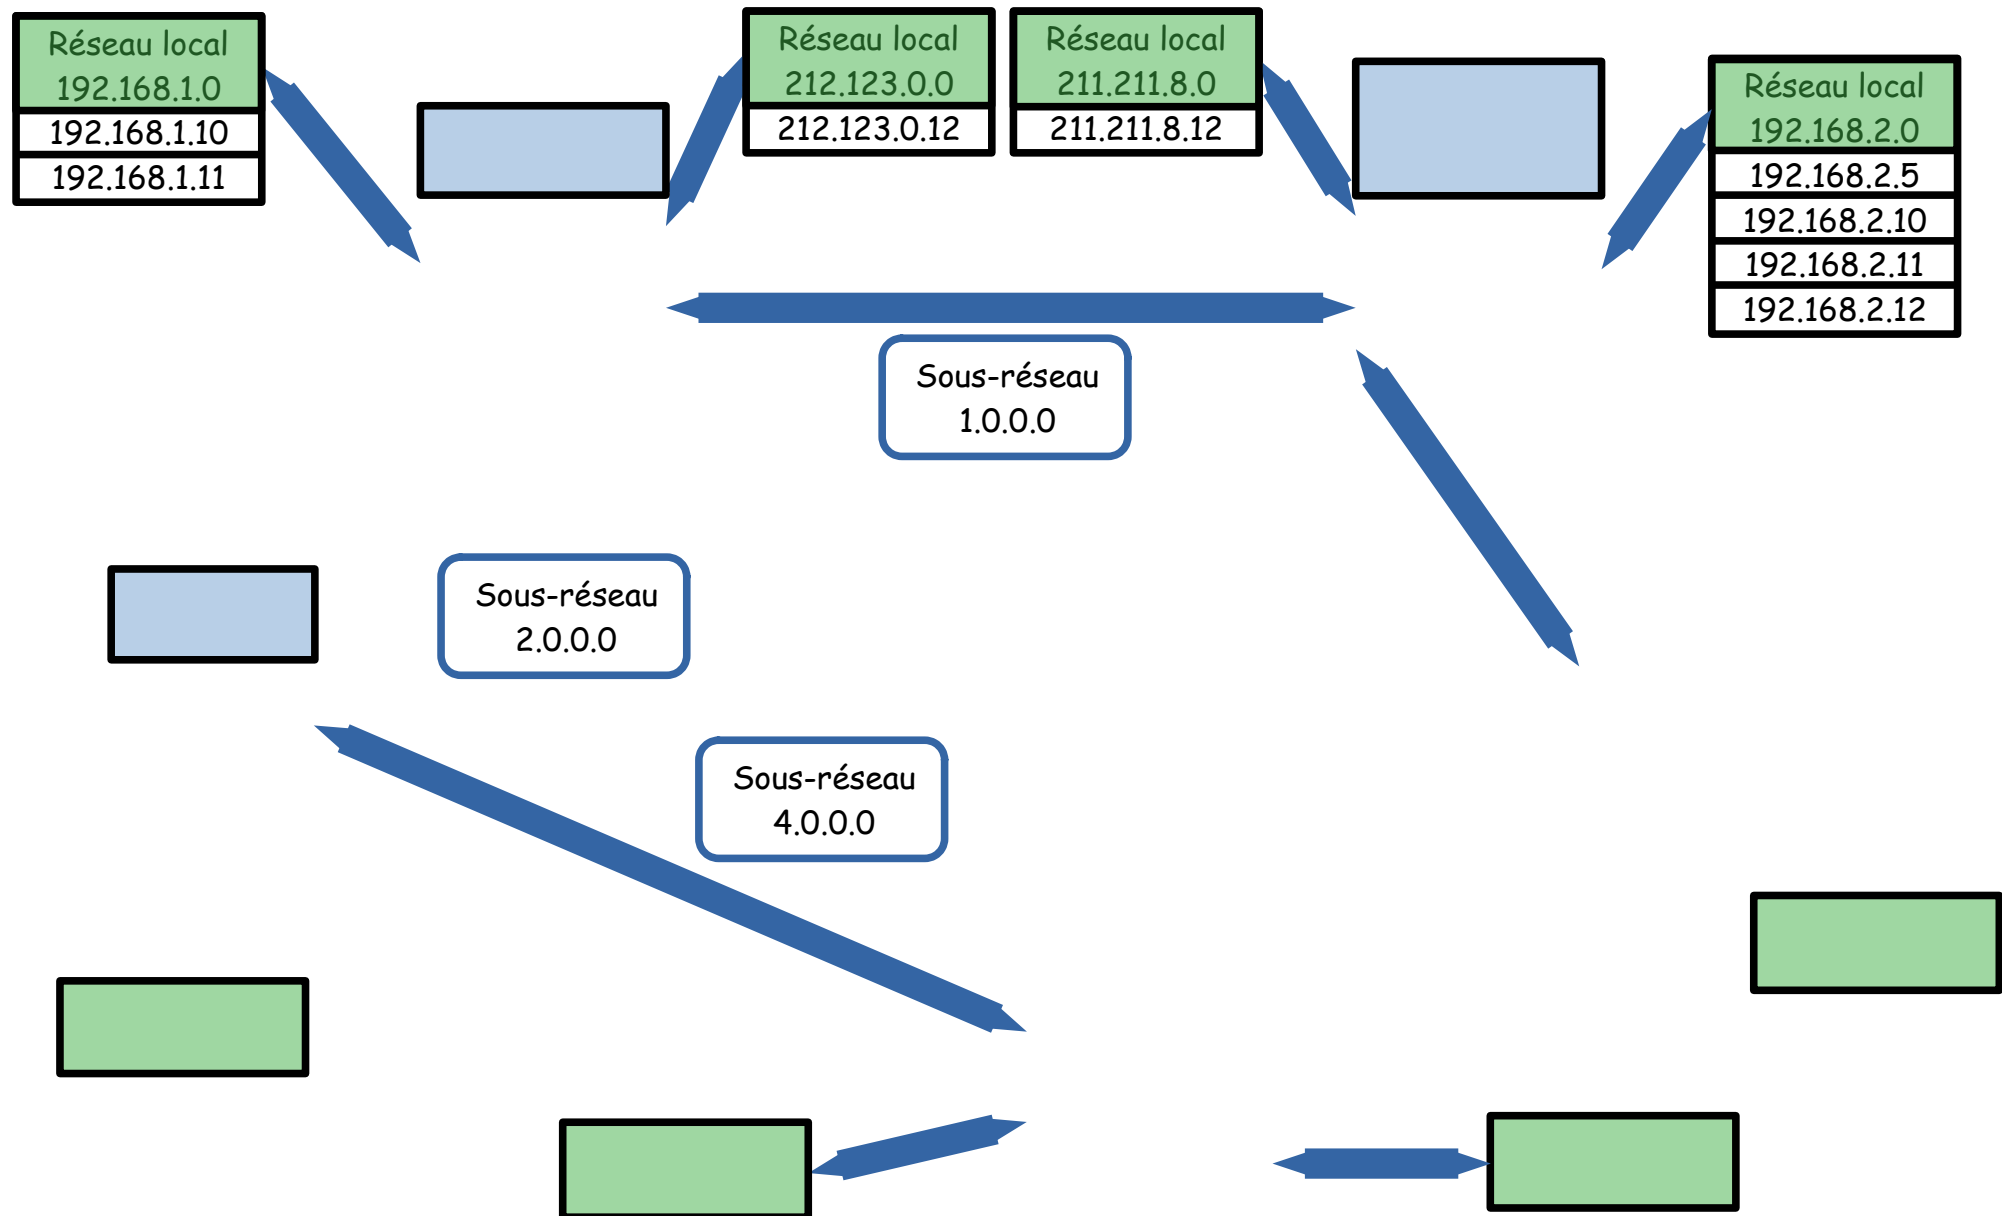 Réseau local
192.168.1.0
192.168.1.10
192.168.1.11
Réseau local
212.123.0.0
212.123.0.12
Réseau local
211.211.8.0
211.211.8.12
Réseau local
192.168.2.0
192.168.2.5
192.168.2.10
192.168.2.11
192.168.2.12
Sous-réseau
1.0.0.0
Sous-réseau
2.0.0.0
Sous-réseau
4.0.0.0